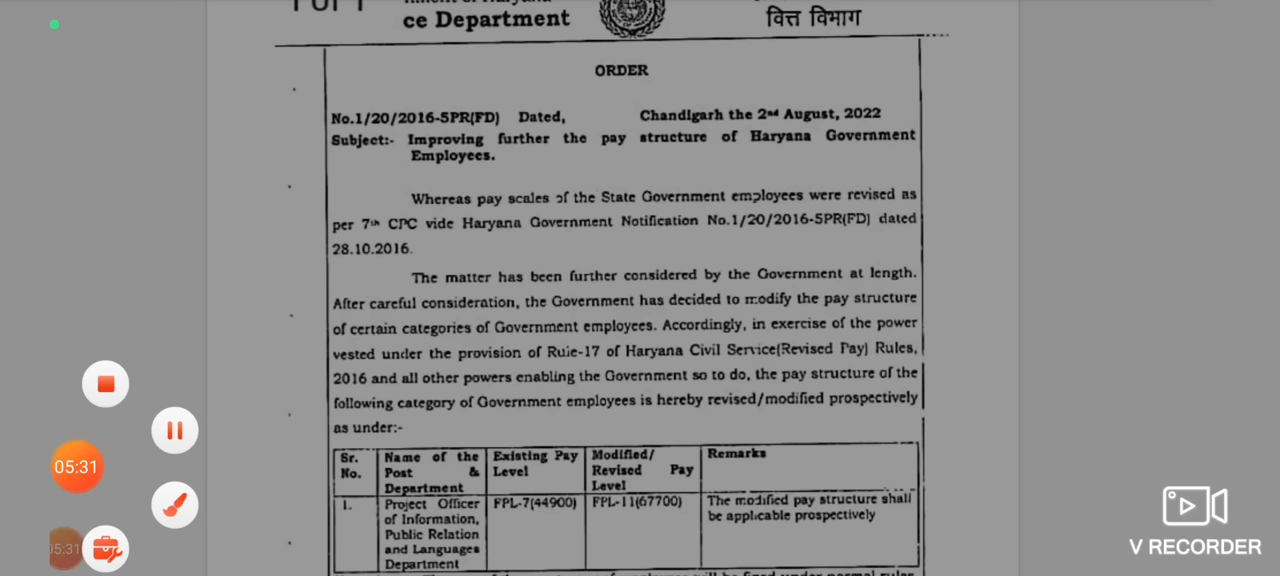 ce Department
वित्त विभाग
ORDER
No.1/20/2016-5PR(FD) Dated, Chandigarh the 2nd August, 2022
Subject:- Improving further the pay structure of Haryana Government
Employees.
Whereas pay scales of the State Government employees were revised as
per 7th CPC vide Haryana Government Notification No.1/20/2016-5PR(FD) dated
28.10.2016.
The matter has been further considered by the Government at length.
After careful consideration, the Government has decided to modify the pay structure
of certain categories of Government employees. Accordingly, in exercise of the power
vested under the provision of Rule-17 of Haryana Civil Service(Revised Pay) Rules,
2016 and all other powers enabling the Government so to do, the pay structure of the
following category of Government employees is hereby revised/modified prospectively
as under:-
Sr. No. Name of the Post & Department Existing Pay Level Modified/ Revised Pay Level Remarks
1. Project Officer of Information, Public Relation and Languages Department FPL-7(44900) FPL-11(67700) The modified pay structure shall be applicable prospectively
05:31
05:31
V RECORDER